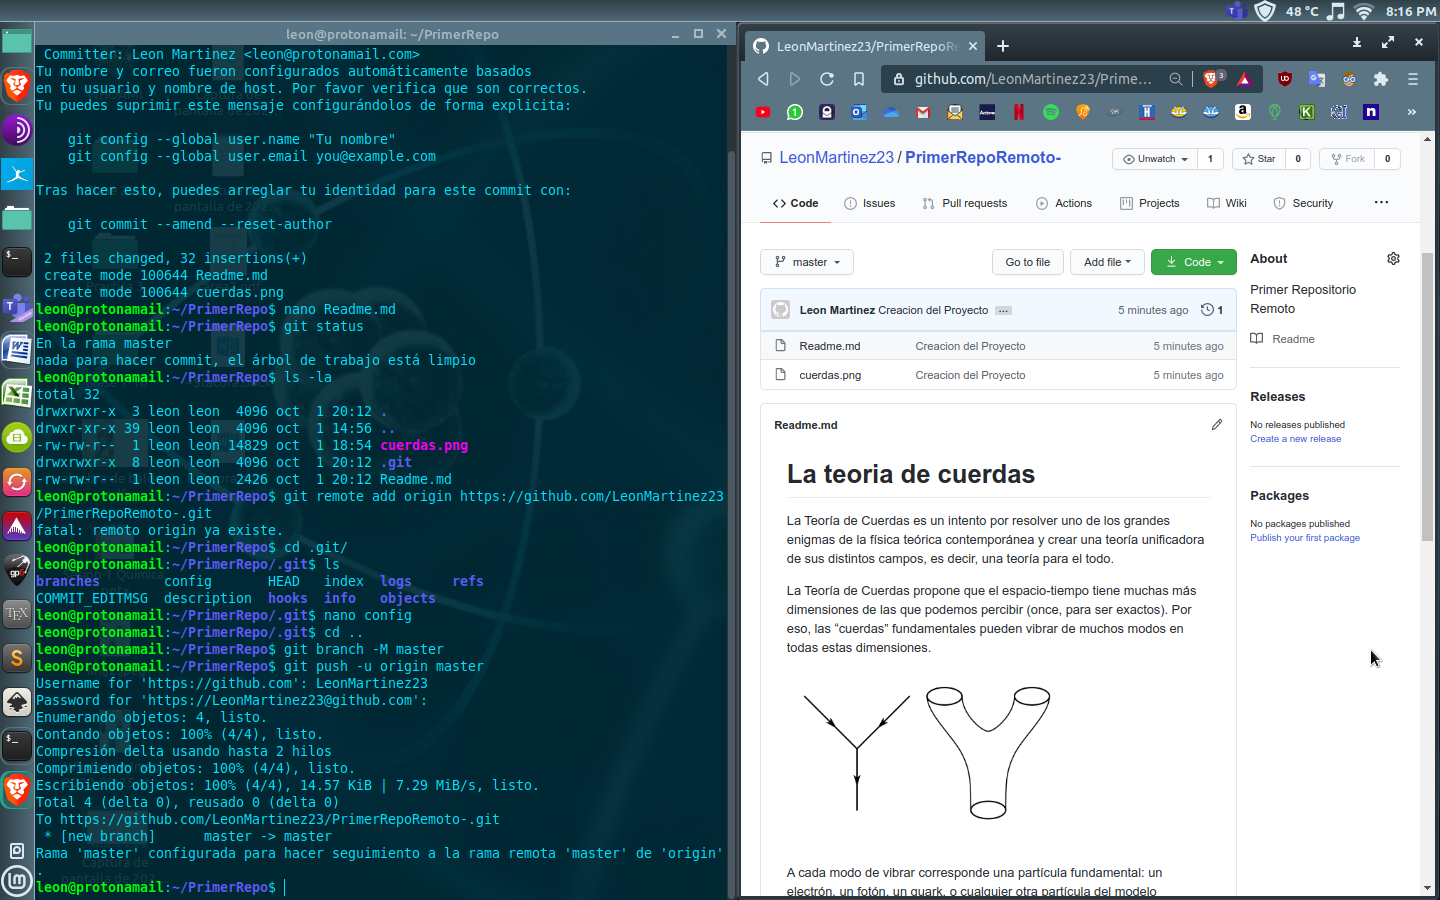 48 °C 8:16 PM
leon@protonamail: ~/PrimerRepo
Committer: Leon Martinez <leon@protonamail.com>
Tu nombre y correo fueron configurados automáticamente basados
en tu usuario y nombre de host. Por favor verifica que son correctos.
Tu puedes suprimir este mensaje configurándolos de forma explicita:
git config --global user.name "Tu nombre"
git config --global user.email you@example.com
Tras hacer esto, puedes arreglar tu identidad para este commit con:
git commit --amend --reset-author
2 files changed, 32 insertions(+)
create mode 100644 Readme.md
create mode 100644 cuerdas.png
leon@protonamail:~/PrimerRepo$ nano Readme.md
leon@protonamail:~/PrimerRepo$ git status
En la rama master
nada para hacer commit, el árbol de trabajo está limpio
leon@protonamail:~/PrimerRepo$ ls -la
total 32
drwxrwxr-x  3 leon leon  4096 oct  1 20:12 .
drwxr-xr-x 39 leon leon  4096 oct  1 14:56 ..
-rw-rw-r--  1 leon leon 14829 oct  1 18:54 cuerdas.png
drwxrwxr-x  8 leon leon  4096 oct  1 20:12 .git
-rw-rw-r--  1 leon leon  2426 oct  1 20:12 Readme.md
leon@protonamail:~/PrimerRepo$ git remote add origin https://github.com/LeonMartinez23
/PrimerRepoRemoto-.git
fatal: remoto origin ya existe.
leon@protonamail:~/PrimerRepo$ cd .git/
leon@protonamail:~/PrimerRepo/.git$ ls
branches        config       HEAD   index  logs     refs
COMMIT_EDITMSG  description  hooks  info   objects
leon@protonamail:~/PrimerRepo/.git$ nano config
leon@protonamail:~/PrimerRepo/.git$ cd ..
leon@protonamail:~/PrimerRepo$ git branch -M master
leon@protonamail:~/PrimerRepo$ git push -u origin master
Username for 'https://github.com': LeonMartinez23
Password for 'https://LeonMartinez23@github.com':
Enumerando objetos: 4, listo.
Contando objetos: 100% (4/4), listo.
Compresión delta usando hasta 2 hilos
Comprimiendo objetos: 100% (4/4), listo.
Escribiendo objetos: 100% (4/4), 14.57 KiB | 7.29 MiB/s, listo.
Total 4 (delta 0), reusado 0 (delta 0)
To https://github.com/LeonMartinez23/PrimerRepoRemoto-.git
* [new branch]      master -> master
Rama 'master' configurada para hacer seguimiento a la rama remota 'master' de 'origin'
.
leon@protonamail:~/PrimerRepo$
LeonMartinez23/PrimerRepoRe
github.com/LeonMartinez23/Prime...
3
LeonMartinez23 / PrimerRepoRemoto-
Unwatch 1 Star 0 Fork 0
Code Issues Pull requests Actions Projects Wiki Security ...
master Go to file Add file Code
Leon Martinez Creacion del Proyecto ... 5 minutes ago 1
Readme.md Creacion del Proyecto 5 minutes ago
cuerdas.png Creacion del Proyecto 5 minutes ago
About
Primer Repositorio
Remoto
Readme
Releases
No releases published
Create a new release
Packages
No packages published
Publish your first package
Readme.md
La teoria de cuerdas
La Teoría de Cuerdas es un intento por resolver uno de los grandes
enigmas de la física teórica contemporánea y crear una teoría unificadora
de sus distintos campos, es decir, una teoría para el todo.
La Teoría de Cuerdas propone que el espacio-tiempo tiene muchas más
dimensiones de las que podemos percibir (once, para ser exactos). Por
eso, las “cuerdas” fundamentales pueden vibrar de muchos modos en
todas estas dimensiones.
A cada modo de vibrar corresponde una partícula fundamental: un
electrón, un fotón, un quark, o cualquier otra partícula del modelo